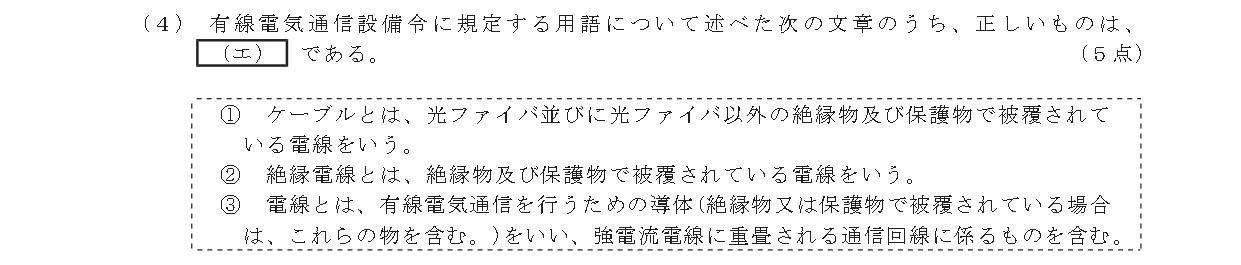 (4) 有線電気通信設備令に規定する用語について述べた次の文章のうち、正しいものは、
(エ) である。 (5点)
① ケーブルとは、光ファイバ並びに光ファイバ以外の絶縁物及び保護物で被覆されて
いる電線をいう。
② 絶縁電線とは、絶縁物及び保護物で被覆されている電線をいう。
③ 電線とは、有線電気通信を行うための導体(絶縁物又は保護物で被覆されている場合
は、これらの物を含む。)をいい、強電流電線に重畳される通信回線に係るものを含む。